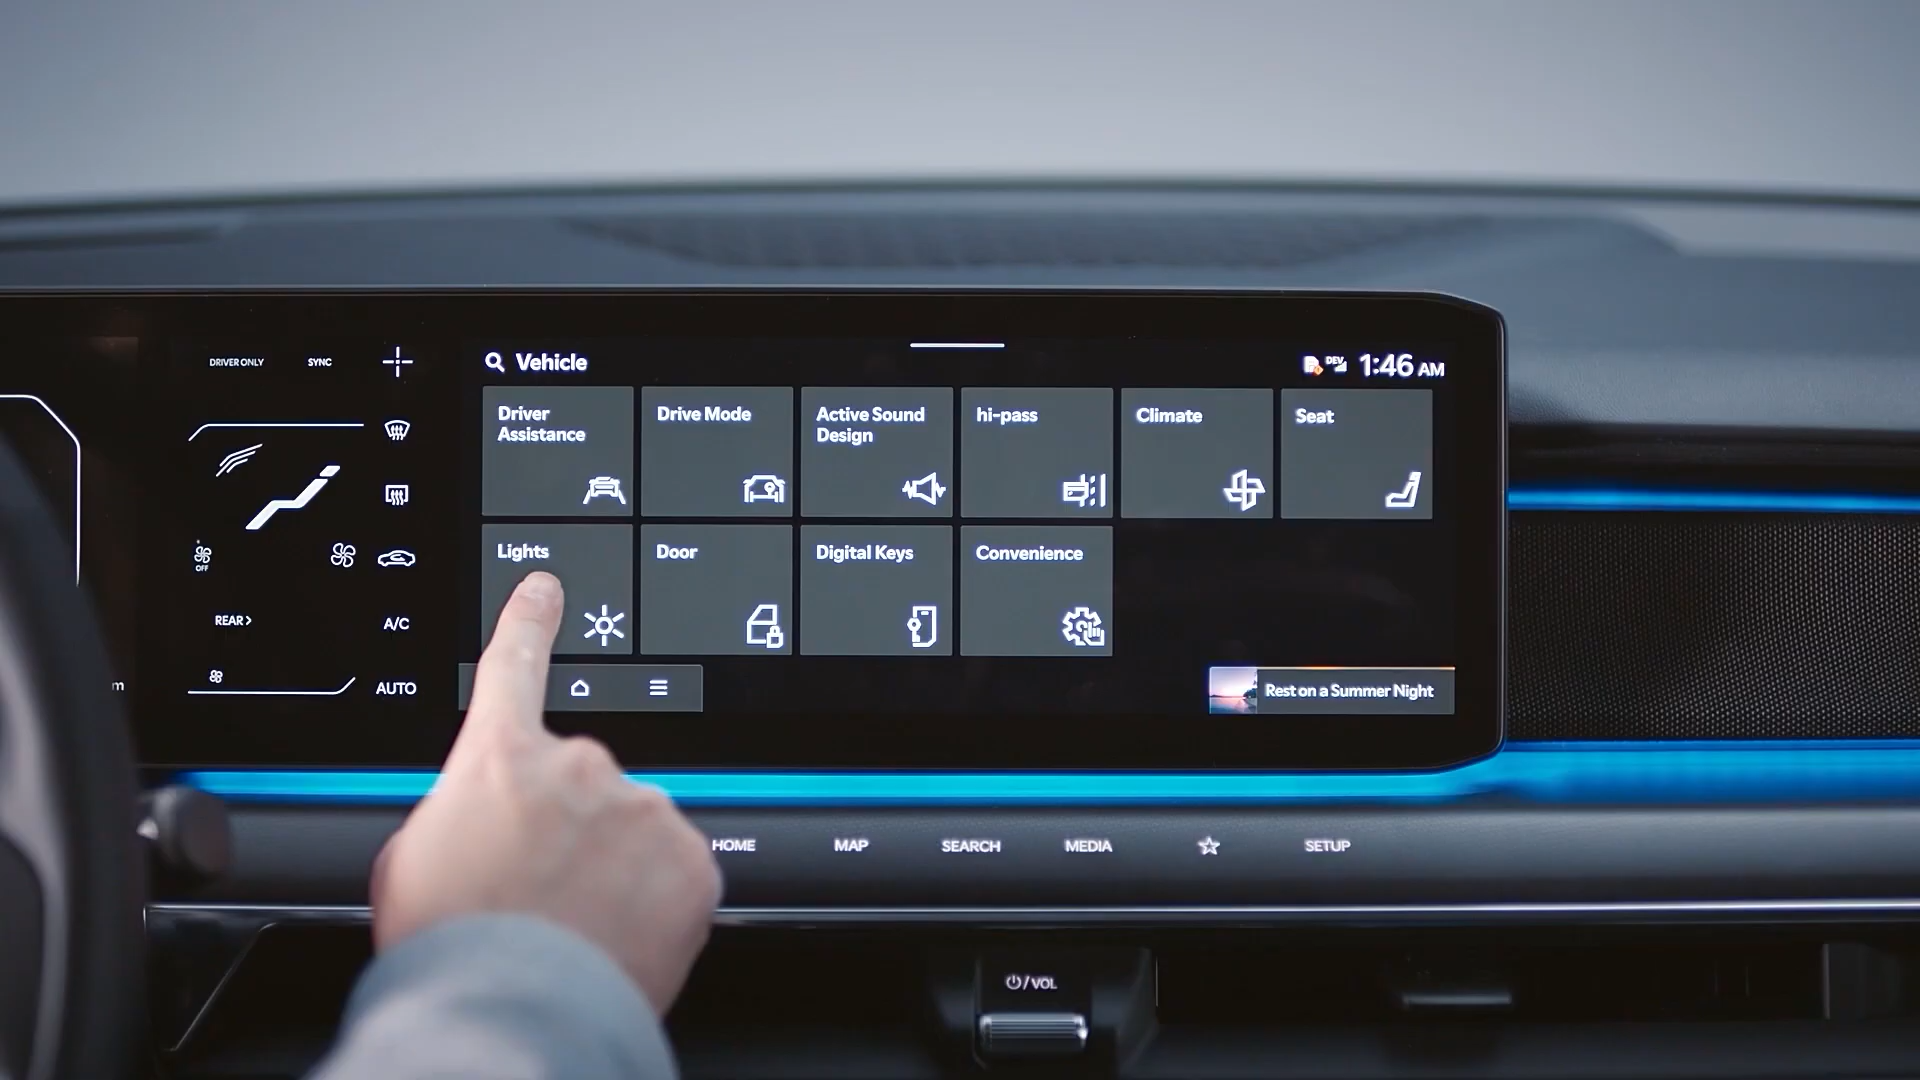 DRIVER ONLY
SYNC
OFF
REAR >
A/C
AUTO
m
Vehicle
DEV
1:46 AM
Driver
Assistance
Drive Mode
Active Sound
Design
hi-pass
Climate
Seat
Lights
Door
Digital Keys
Convenience
Rest on a Summer Night
HOME
MAP
SEARCH
MEDIA
SETUP
/ VOL